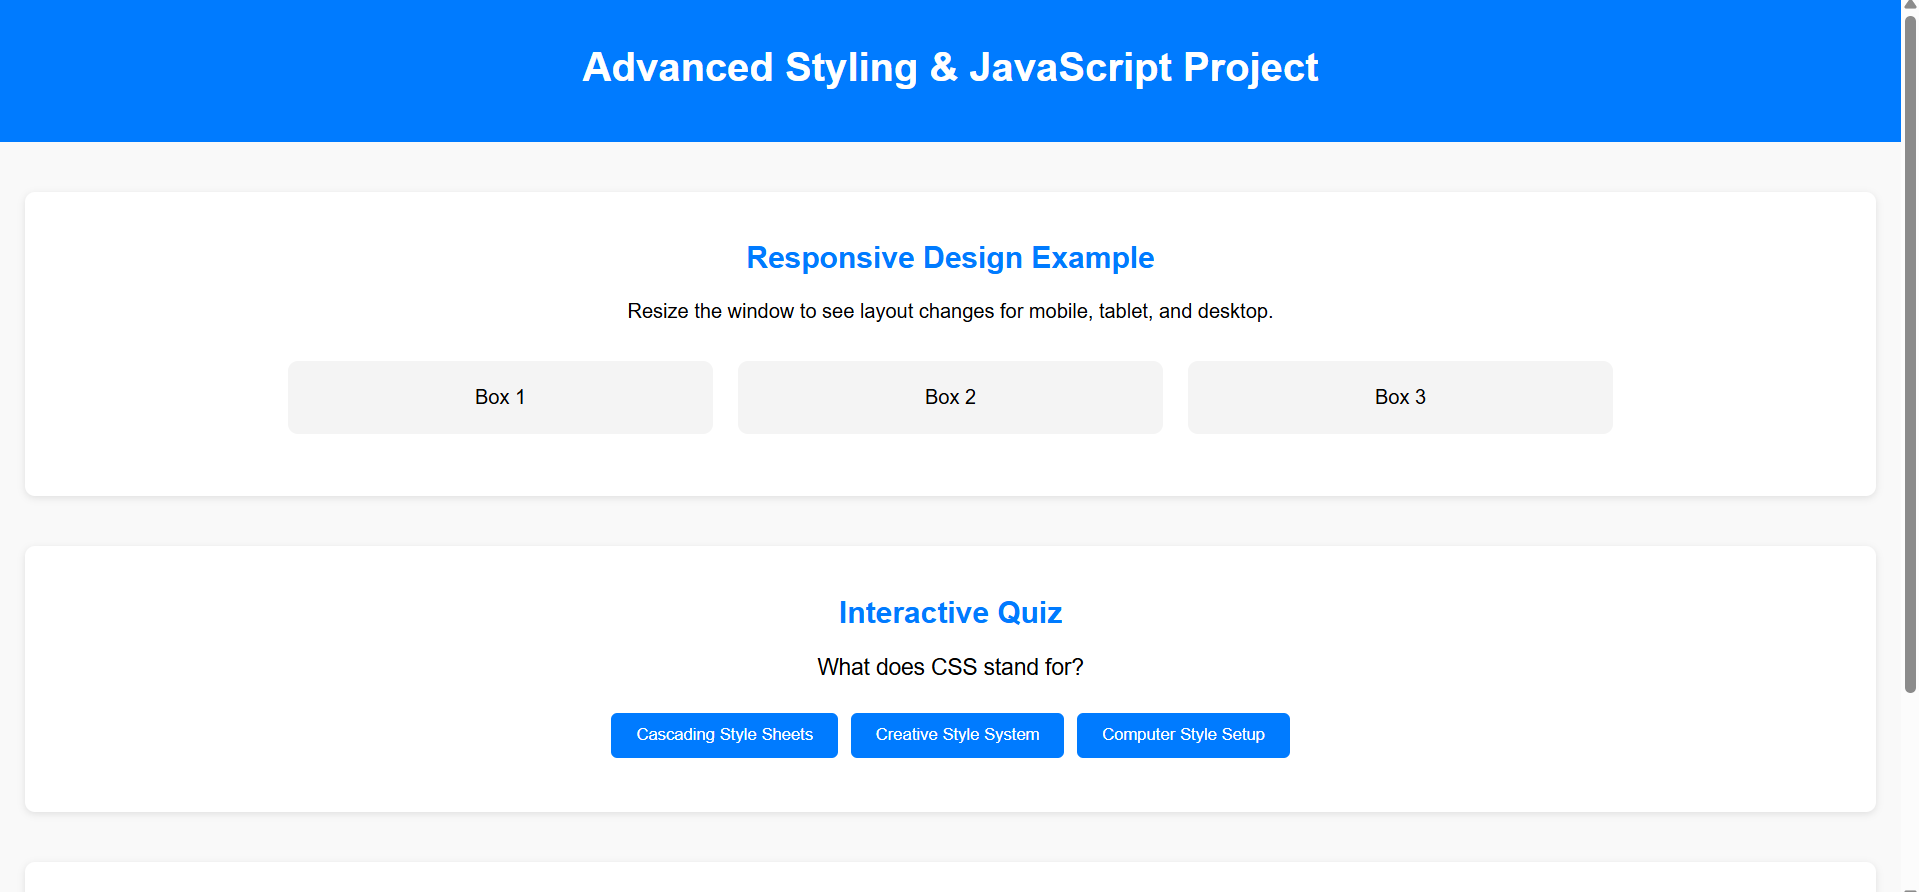 Advanced Styling & JavaScript Project
Responsive Design Example
Resize the window to see layout changes for mobile, tablet, and desktop.
Box 1
Box 2
Box 3
Interactive Quiz
What does CSS stand for?
Cascading Style Sheets
Creative Style System
Computer Style Setup